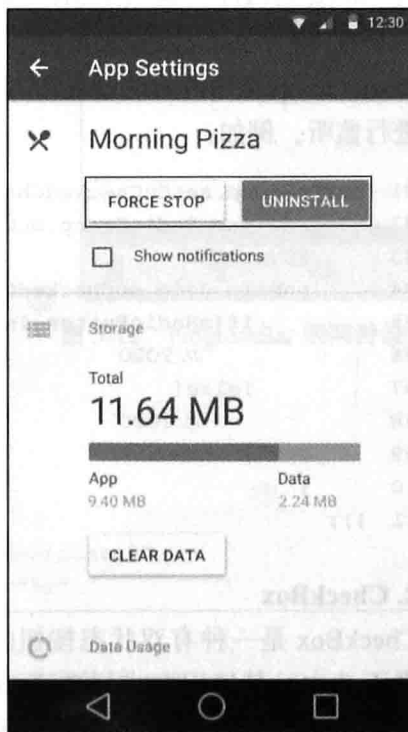 12:30
App Settings
Morning Pizza
FORCE STOP UNINSTALL
Show notifications
Storage
Total
11.64 MB
App Data
9.40 MB 2.24 MB
CLEAR DATA
Data Usage